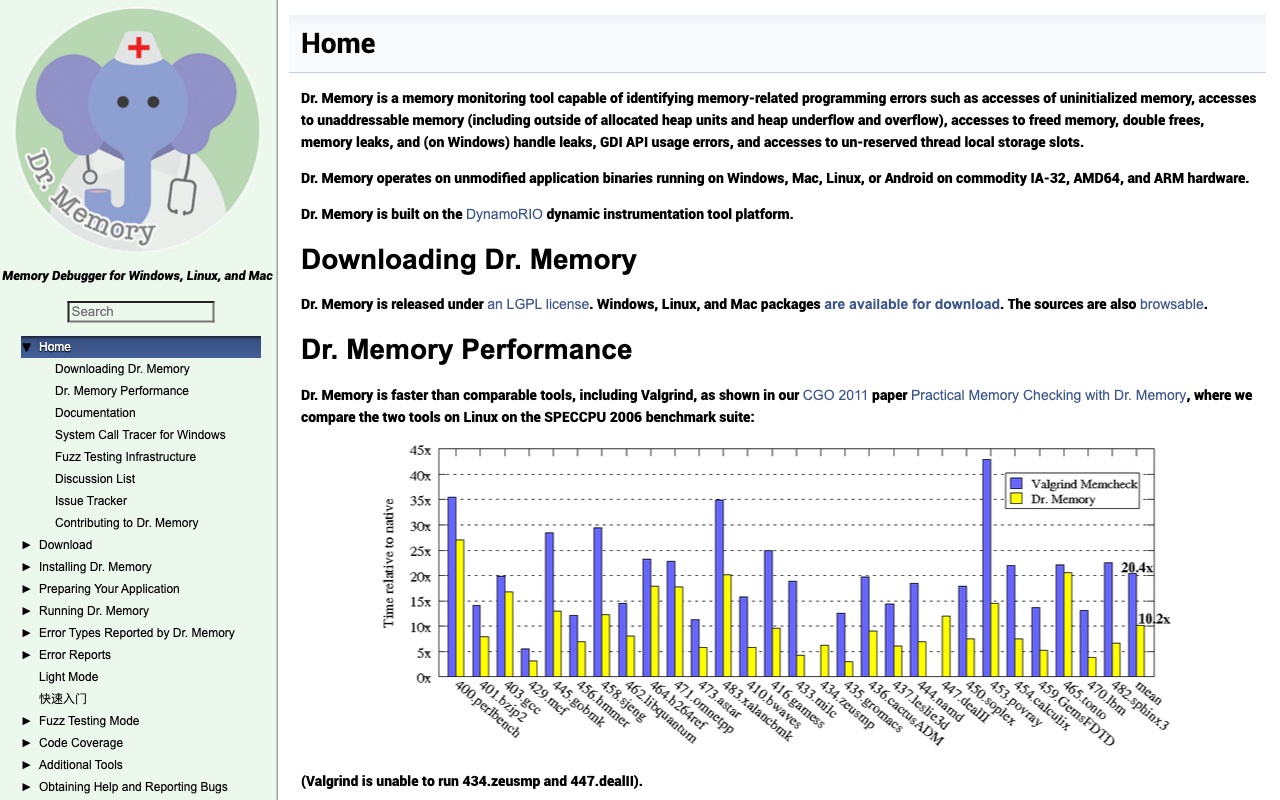 Dr. Memory
Memory Debugger for Windows, Linux, and Mac
Search
▼ Home
Downloading Dr. Memory
Dr. Memory Performance
Documentation
System Call Tracer for Windows
Fuzz Testing Infrastructure
Discussion List
Issue Tracker
Contributing to Dr. Memory
► Download
► Installing Dr. Memory
► Preparing Your Application
► Running Dr. Memory
► Error Types Reported by Dr. Memory
► Error Reports
Light Mode
快速入门
► Fuzz Testing Mode
► Code Coverage
► Additional Tools
► Obtaining Help and Reporting Bugs
Home
Dr. Memory is a memory monitoring tool capable of identifying memory-related programming errors such as accesses of uninitialized memory, accesses
to unaddressable memory (including outside of allocated heap units and heap underflow and overflow), accesses to freed memory, double frees,
memory leaks, and (on Windows) handle leaks, GDI API usage errors, and accesses to un-reserved thread local storage slots.
Dr. Memory operates on unmodified application binaries running on Windows, Mac, Linux, or Android on commodity IA-32, AMD64, and ARM hardware.
Dr. Memory is built on the DynamoRIO dynamic instrumentation tool platform.
Downloading Dr. Memory
Dr. Memory is released under an LGPL license. Windows, Linux, and Mac packages are available for download. The sources are also browsable.
Dr. Memory Performance
Dr. Memory is faster than comparable tools, including Valgrind, as shown in our CGO 2011 paper Practical Memory Checking with Dr. Memory, where we
compare the two tools on Linux on the SPECCPU 2006 benchmark suite:
Time relative to native
45x
40x
35x
30x
25x
20x
15x
10x
5x
0x
Valgrind Memcheck
Dr. Memory
20.4x
10.2x
400.perlbench
401.bzip2
403.gcc
429.mcf
445.gobmk
456.hmmer
458.sjeng
462.libquantum
464.h264ref
471.omnetpp
473.astar
483.xalancbmk
410.bwaves
416.gamess
433.milc
434.zeusmp
435.gromacs
436.cactusADM
437.leslie3d
444.namd
447.dealII
450.soplex
453.povray
454.calculix
459.GemsFDTD
465.tonto
470.lbm
482.sphinx3
mean
(Valgrind is unable to run 434.zeusmp and 447.dealII).